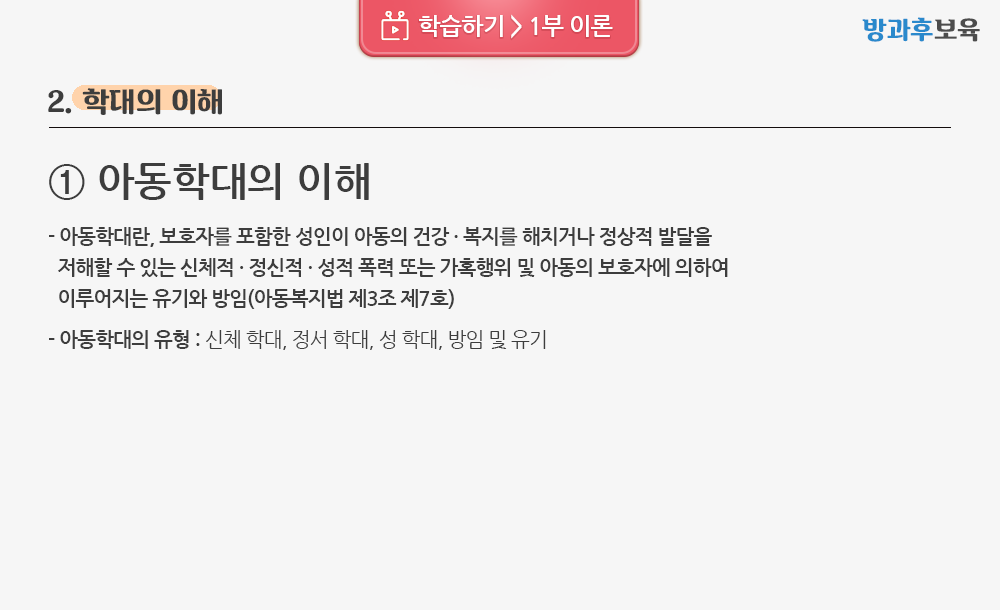 학습하기 > 1부 이론
방과후보육
2. 학대의 이해
① 아동학대의 이해
- 아동학대란, 보호자를 포함한 성인이 아동의 건강 · 복지를 해치거나 정상적 발달을
저해할 수 있는 신체적 · 정신적 · 성적 폭력 또는 가혹행위 및 아동의 보호자에 의하여
이루어지는 유기와 방임(아동복지법 제3조 제7호)
- 아동학대의 유형 : 신체 학대, 정서 학대, 성 학대, 방임 및 유기